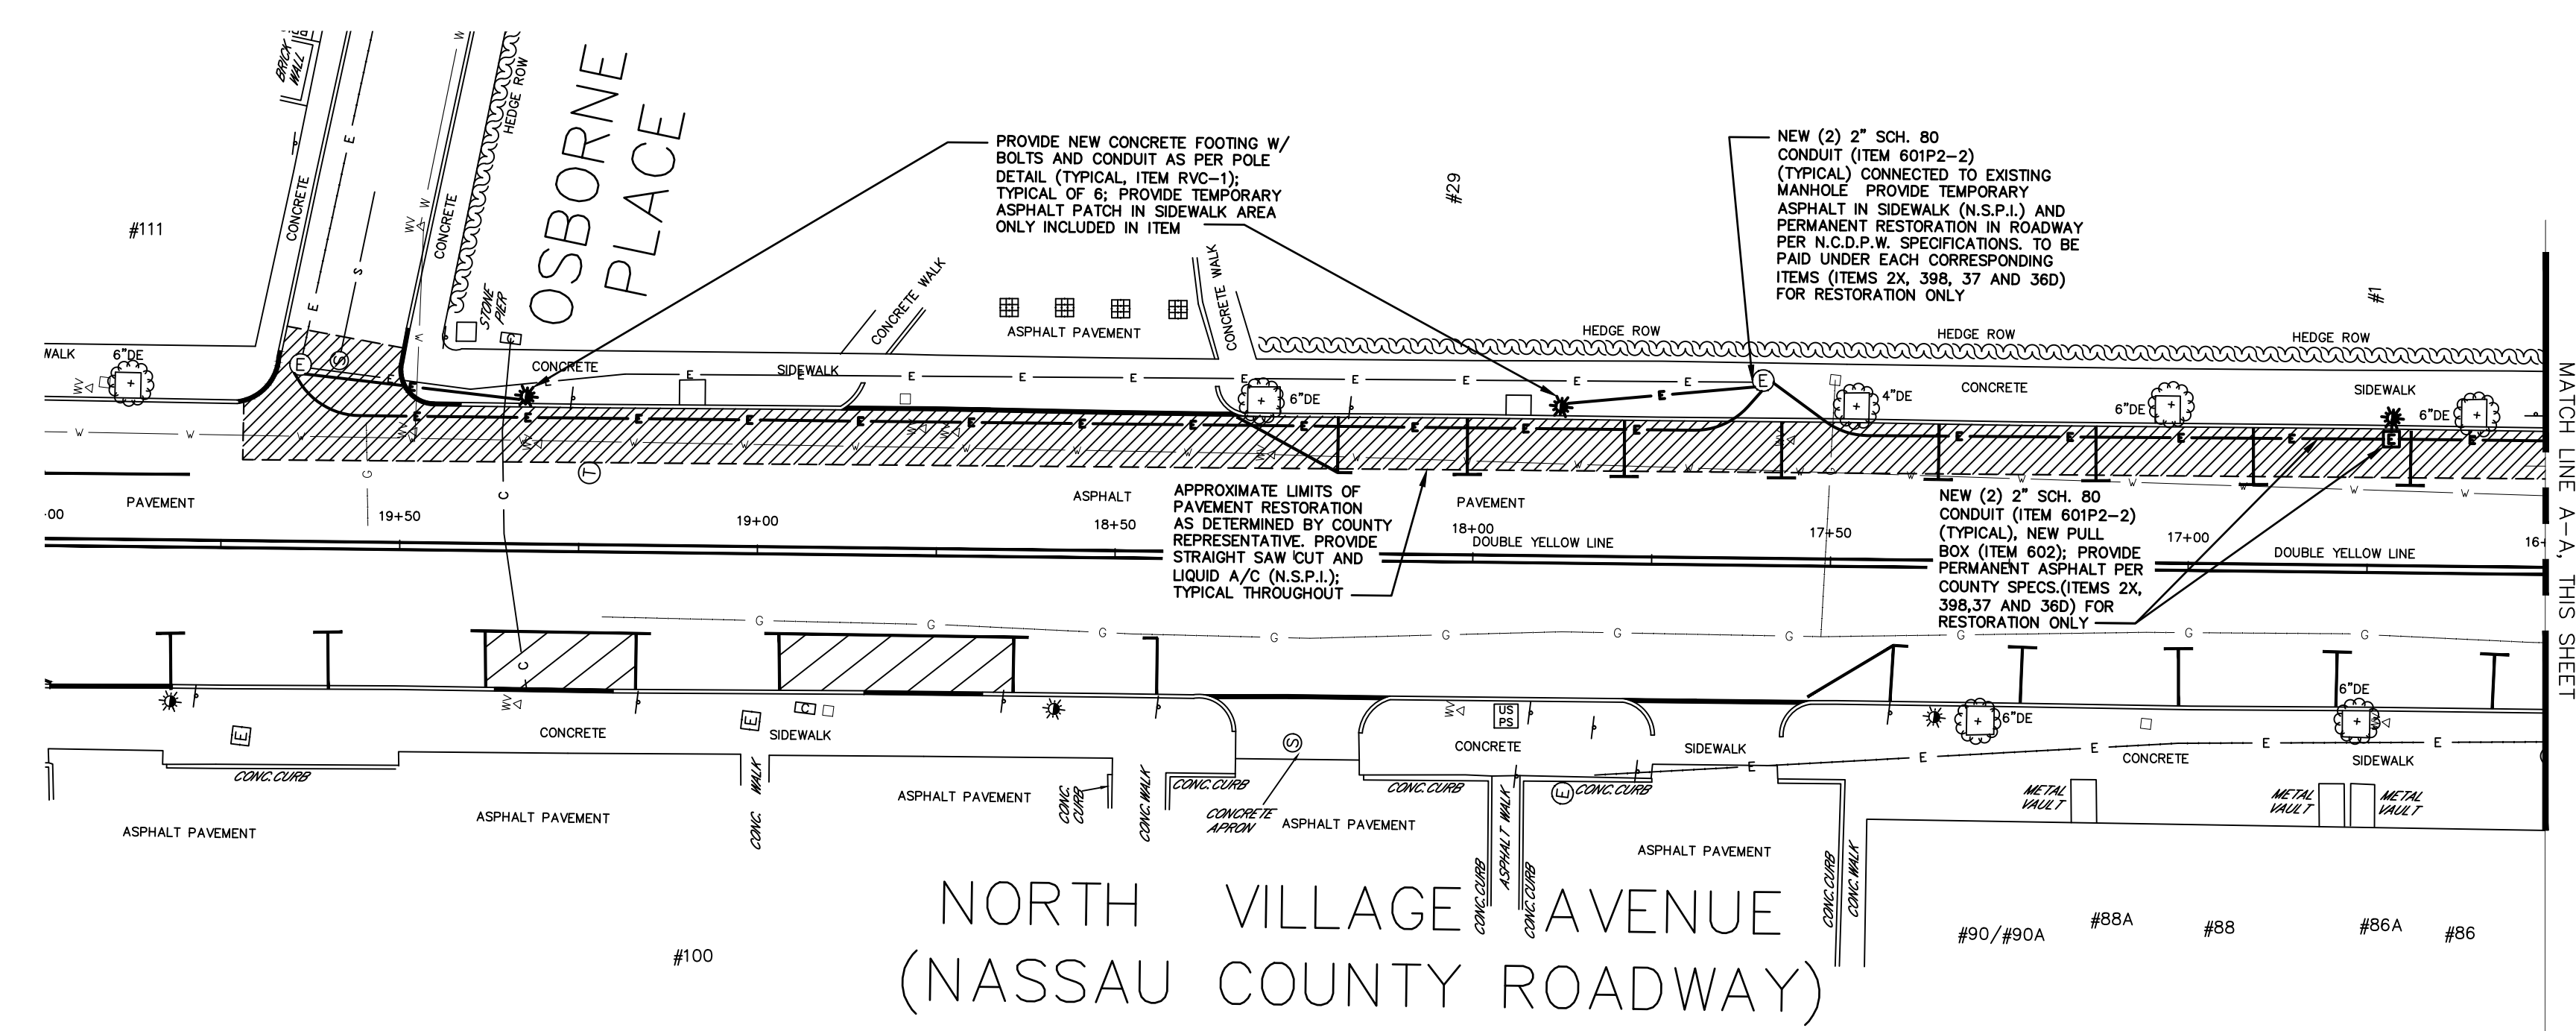 BRICK
WALL
HEDGE ROW
OSBORNE
PLACE
CONCRETE
CONCRETE
#111
STONE
PIER
PROVIDE NEW CONCRETE FOOTING W/
BOLTS AND CONDUIT AS PER POLE
DETAIL (TYPICAL, ITEM RVC-1);
TYPICAL OF 6; PROVIDE TEMPORARY
ASPHALT PATCH IN SIDEWALK AREA
ONLY INCLUDED IN ITEM
#29
NEW (2) 2" SCH. 80
CONDUIT (ITEM 601P2-2)
(TYPICAL) CONNECTED TO EXISTING
MANHOLE PROVIDE TEMPORARY
ASPHALT IN SIDEWALK (N.S.P.I.) AND
PERMANENT RESTORATION IN ROADWAY
PER N.C.D.P.W. SPECIFICATIONS. TO BE
PAID UNDER EACH CORRESPONDING
ITEMS (ITEMS 2X, 398, 37 AND 36D)
FOR RESTORATION ONLY
#1
CONCRETE WALK
ASPHALT PAVEMENT
CONCRETE WALK
HEDGE ROW
HEDGE ROW
HEDGE ROW
WALK
6"DE
CONCRETE
SIDEWALK
6"DE
4"DE
CONCRETE
6"DE
SIDEWALK
6"DE
MATCH LINE A-A, THIS SHEET
PAVEMENT
ASPHALT
PAVEMENT
-00
19+50
19+00
18+50
18+00
17+50
17+00
16+
APPROXIMATE LIMITS OF
PAVEMENT RESTORATION
AS DETERMINED BY COUNTY
REPRESENTATIVE. PROVIDE
STRAIGHT SAW CUT AND
LIQUID A/C (N.S.P.I.);
TYPICAL THROUGHOUT
DOUBLE YELLOW LINE
NEW (2) 2" SCH. 80
CONDUIT (ITEM 601P2-2)
(TYPICAL), NEW PULL
BOX (ITEM 602); PROVIDE
PERMANENT ASPHALT PER
COUNTY SPECS.(ITEMS 2X,
398,37 AND 36D) FOR
RESTORATION ONLY
DOUBLE YELLOW LINE
WV
CONCRETE
SIDEWALK
WV
US
PS
CONCRETE
SIDEWALK
6"DE
6"DE
CONCRETE
SIDEWALK
CONC.CURB
CONC. WALK
CONC.
CURB
CONC.WALK
CONC.CURB
CONCRETE
APRON
CONC.CURB
ASPHALT WALK
CONC.CURB
CONC.CURB
CONC.CURB
CONC.CURB
CONC.WALK
METAL
VAULT
METAL
VAULT
METAL
VAULT
ASPHALT PAVEMENT
ASPHALT PAVEMENT
ASPHALT PAVEMENT
ASPHALT PAVEMENT
ASPHALT PAVEMENT
NORTH VILLAGE AVENUE
(NASSAU COUNTY ROADWAY)
#100
#90/#90A
#88A
#88
#86A
#86